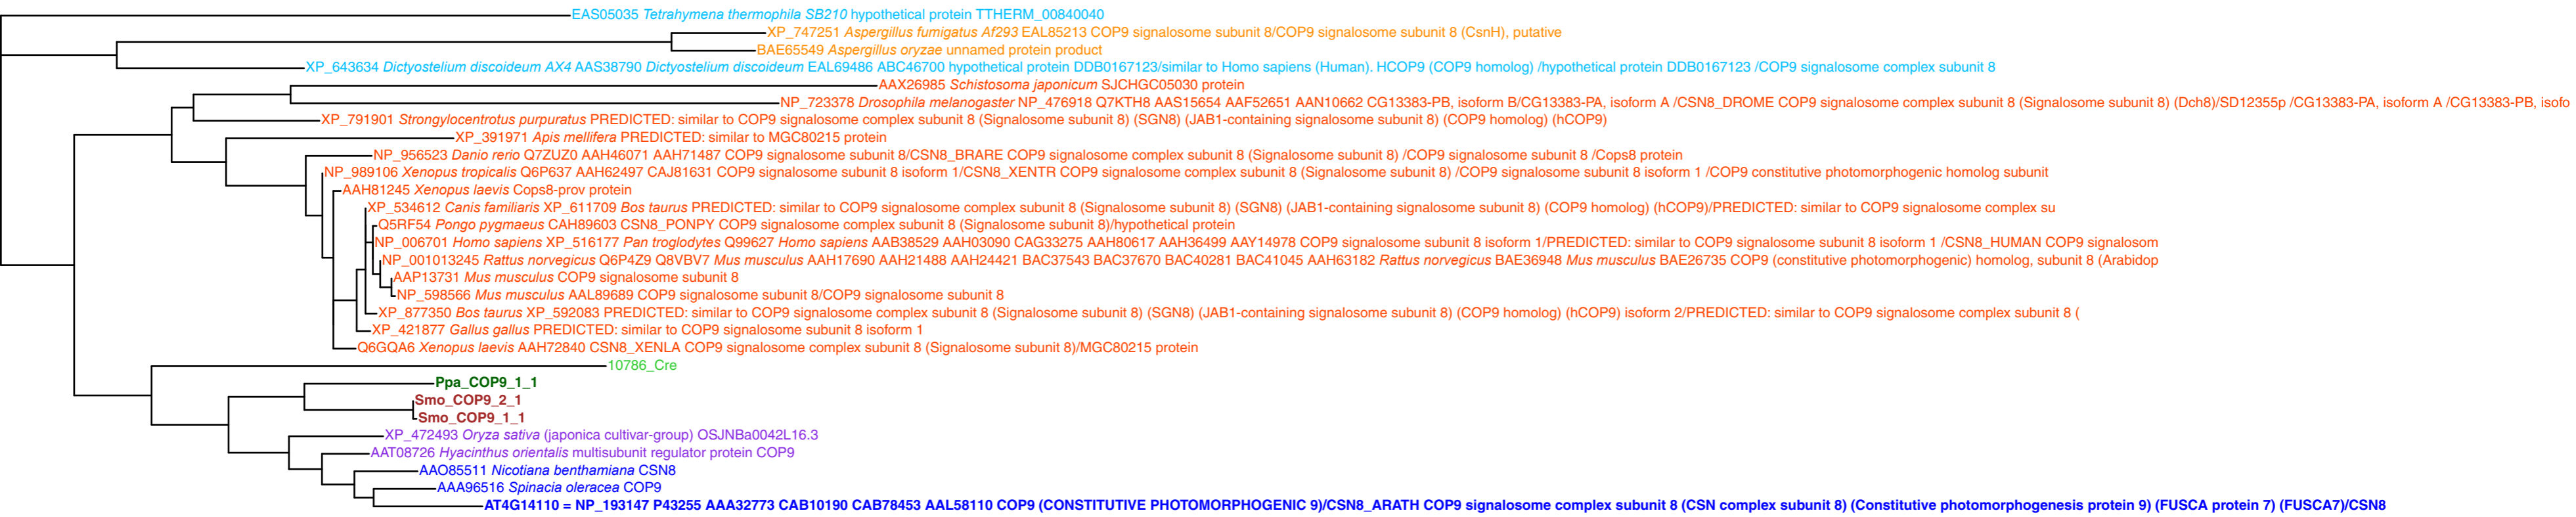 EAS05035 Tetrahymena thermophila SB210 hypothetical protein TTHERM_00840040
XP_747251 Aspergillus fumigatus Af293 EAL85213 COP9 signalosome subunit 8/COP9 signalosome subunit 8 (CsnH), putative
BAE65549 Aspergillus oryzae unnamed protein product
XP_643634 Dictyostelium discoideum AX4 AAS38790 Dictyostelium discoideum EAL69486 ABC46700 hypothetical protein DDB0167123/similar to Homo sapiens (Human). HCOP9 (COP9 homolog) /hypothetical protein DDB0167123 /COP9 signalosome complex subunit 8
AAX26985 Schistosoma japonicum SJCHGC05030 protein
NP_723378 Drosophila melanogaster NP_476918 Q7KTH8 AAS15654 AAF52651 AAN10662 CG13383-PB, isoform B/CG13383-PA, isoform A /CSN8_DROME COP9 signalosome complex subunit 8 (Signalosome subunit 8) (Dch8)/SD12355p /CG13383-PA, isoform A /CG13383-PB, isofo
XP_791901 Strongylocentrotus purpuratus PREDICTED: similar to COP9 signalosome complex subunit 8 (Signalosome subunit 8) (SGN8) (JAB1-containing signalosome subunit 8) (COP9 homolog) (hCOP9)
XP_391971 Apis mellifera PREDICTED: similar to MGC80215 protein
NP_956523 Danio rerio Q7ZUZ0 AAH46071 AAH71487 COP9 signalosome subunit 8/CSN8_BRARE COP9 signalosome complex subunit 8 (Signalosome subunit 8) /COP9 signalosome subunit 8 /Cops8 protein
NP_989106 Xenopus tropicalis Q6P637 AAH62497 CAJ81631 COP9 signalosome subunit 8 isoform 1/CSN8_XENTR COP9 signalosome complex subunit 8 (Signalosome subunit 8) /COP9 signalosome subunit 8 isoform 1 /COP9 constitutive photomorphogenic homolog subunit
AAH81245 Xenopus laevis Cops8-prov protein
XP_534612 Canis familiaris XP_611709 Bos taurus PREDICTED: similar to COP9 signalosome complex subunit 8 (Signalosome subunit 8) (SGN8) (JAB1-containing signalosome subunit 8) (COP9 homolog) (hCOP9)/PREDICTED: similar to COP9 signalosome complex su
Q5RF54 Pongo pygmaeus CAH89603 CSN8_PONPY COP9 signalosome complex subunit 8 (Signalosome subunit 8)/hypothetical protein
NP_006701 Homo sapiens XP_516177 Pan troglodytes Q99627 Homo sapiens AAB38529 AAH03090 CAG33275 AAH80617 AAH36499 AAY14978 COP9 signalosome subunit 8 isoform 1/PREDICTED: similar to COP9 signalosome subunit 8 isoform 1 /CSN8_HUMAN COP9 signalosom
NP_001013245 Rattus norvegicus Q6P4Z9 Q8VBV7 Mus musculus AAH17690 AAH21488 AAH24421 BAC37543 BAC37670 BAC40281 BAC41045 AAH63182 Rattus norvegicus BAE36948 Mus musculus BAE26735 COP9 (constitutive photomorphogenic) homolog, subunit 8 (Arabidop
AAP13731 Mus musculus COP9 signalosome subunit 8
NP_598566 Mus musculus AAL89689 COP9 signalosome subunit 8/COP9 signalosome subunit 8
XP_877350 Bos taurus XP_592083 PREDICTED: similar to COP9 signalosome complex subunit 8 (Signalosome subunit 8) (SGN8) (JAB1-containing signalosome subunit 8) (COP9 homolog) (hCOP9) isoform 2/PREDICTED: similar to COP9 signalosome complex subunit 8 (
XP_421877 Gallus gallus PREDICTED: similar to COP9 signalosome subunit 8 isoform 1
Q6GQA6 Xenopus laevis AAH72840 CSN8_XENLA COP9 signalosome complex subunit 8 (Signalosome subunit 8)/MGC80215 protein
10786_Cre
Ppa_COP9_1_1
Smo_COP9_2_1
Smo_COP9_1_1
XP_472493 Oryza sativa (japonica cultivar-group) OSJNBa0042L16.3
AAT08726 Hyacinthus orientalis multisubunit regulator protein COP9
AAO85511 Nicotiana benthamiana CSN8
AAA96516 Spinacia oleracea COP9
AT4G14110 = NP_193147 P43255 AAA32773 CAB10190 CAB78453 AAL58110 COP9 (CONSTITUTIVE PHOTOMORPHOGENIC 9)/CSN8_ARATH COP9 signalosome complex subunit 8 (CSN complex subunit 8) (Constitutive photomorphogenesis protein 9) (FUSCA protein 7) (FUSCA7)/CSN8